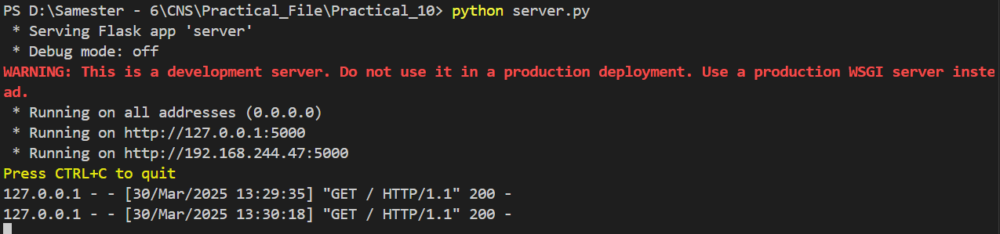 PS D:\Samester - 6\CNS\Practical_File\Practical_10> python server.py
 * Serving Flask app 'server'
 * Debug mode: off
WARNING: This is a development server. Do not use it in a production deployment. Use a production WSGI server inste
ad.
 * Running on all addresses (0.0.0.0)
 * Running on http://127.0.0.1:5000
 * Running on http://192.168.244.47:5000
Press CTRL+C to quit
127.0.0.1 - - [30/Mar/2025 13:29:35] "GET / HTTP/1.1" 200 -
127.0.0.1 - - [30/Mar/2025 13:30:18] "GET / HTTP/1.1" 200 -